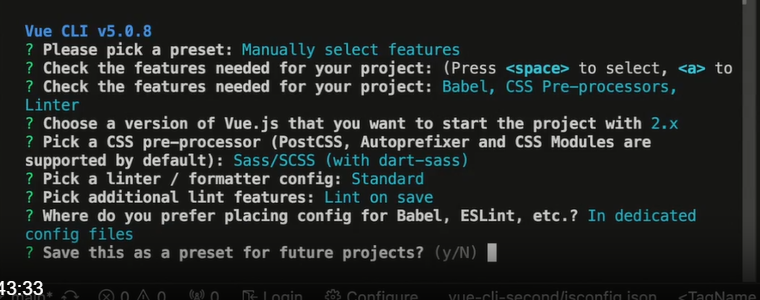 Vue CLI v5.0.8
? Please pick a preset: Manually select features
? Check the features needed for your project: (Press <space> to select, <a> to
? Check the features needed for your project: Babel, CSS Pre-processors,
Linter
? Choose a version of Vue.js that you want to start the project with 2.x
? Pick a CSS pre-processor (PostCSS, Autoprefixer and CSS Modules are
supported by default): Sass/SCSS (with dart-sass)
? Pick a linter / formatter config: Standard
? Pick additional lint features: Lint on save
? Where do you prefer placing config for Babel, ESLint, etc.? In dedicated
config files
? Save this as a preset for future projects? (y/N)
43:33
main* 0 0 0 Login Configure vue-cli-second/jsconfig.json <TagName